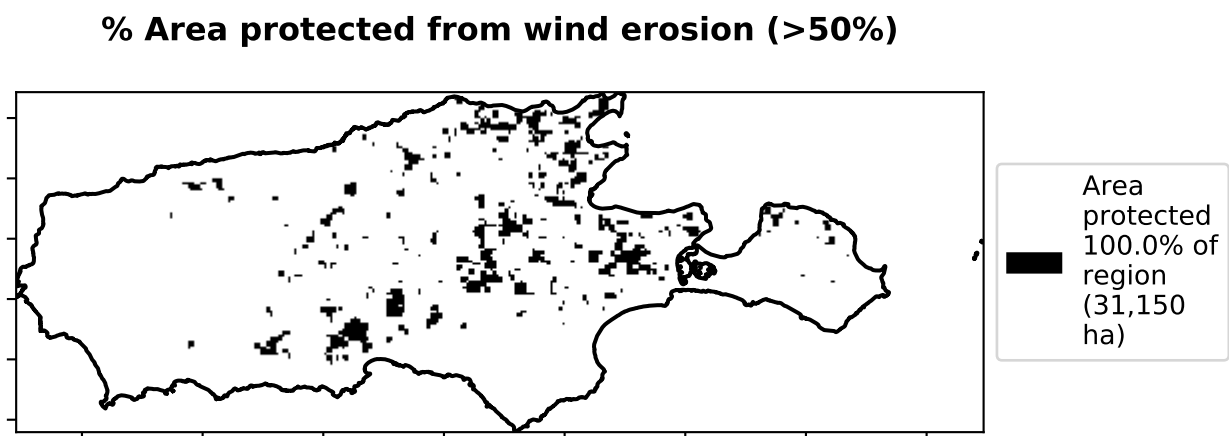 % Area protected from wind erosion (>50%)
Area
protected
100.0% of
region
(31,150
ha)